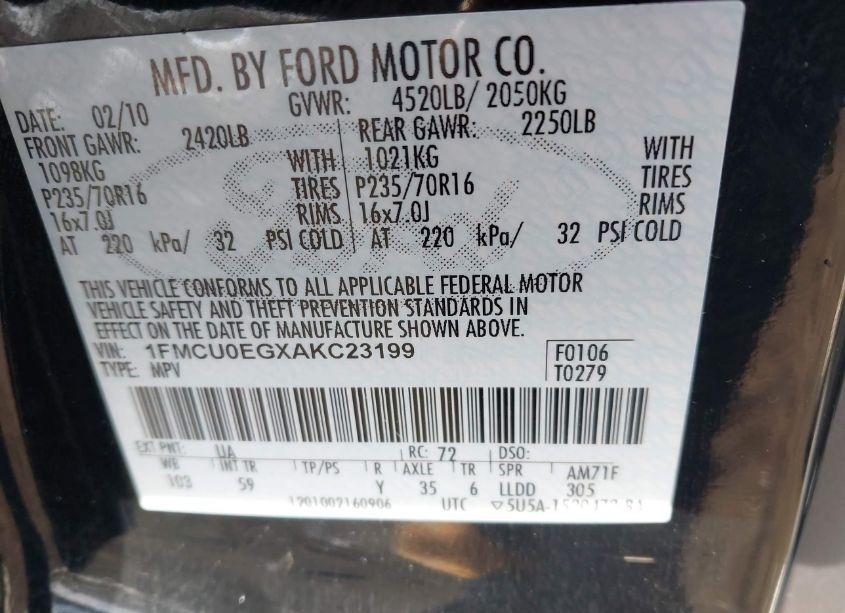 MFD. BY FORD MOTOR CO.
DATE: 02/10 GVWR: 4520LB/ 2050KG
FRONT GAWR: 2420LB REAR GAWR: 2250LB
1098KG WITH 1021KG WITH
P235/70R16 TIRES P235/70R16 TIRES
16x7.0J RIMS 16x7.0J RIMS
AT 220 kPa/ 32 PSI COLD AT 220 kPa/ 32 PSI COLD
THIS VEHICLE CONFORMS TO ALL APPLICABLE FEDERAL MOTOR
VEHICLE SAFETY AND THEFT PREVENTION STANDARDS IN
EFFECT ON THE DATE OF MANUFACTURE SHOWN ABOVE.
VIN: 1FMCU0EGXAKC23199 F0106
TYPE: MPV T0279
EXT PNT: UA RC: 72 DSO:
WB INT TR TP/PS R AXLE TR SPR AM71F
103 59 Y 35 6 LLDD 305
1201002160906 UTC